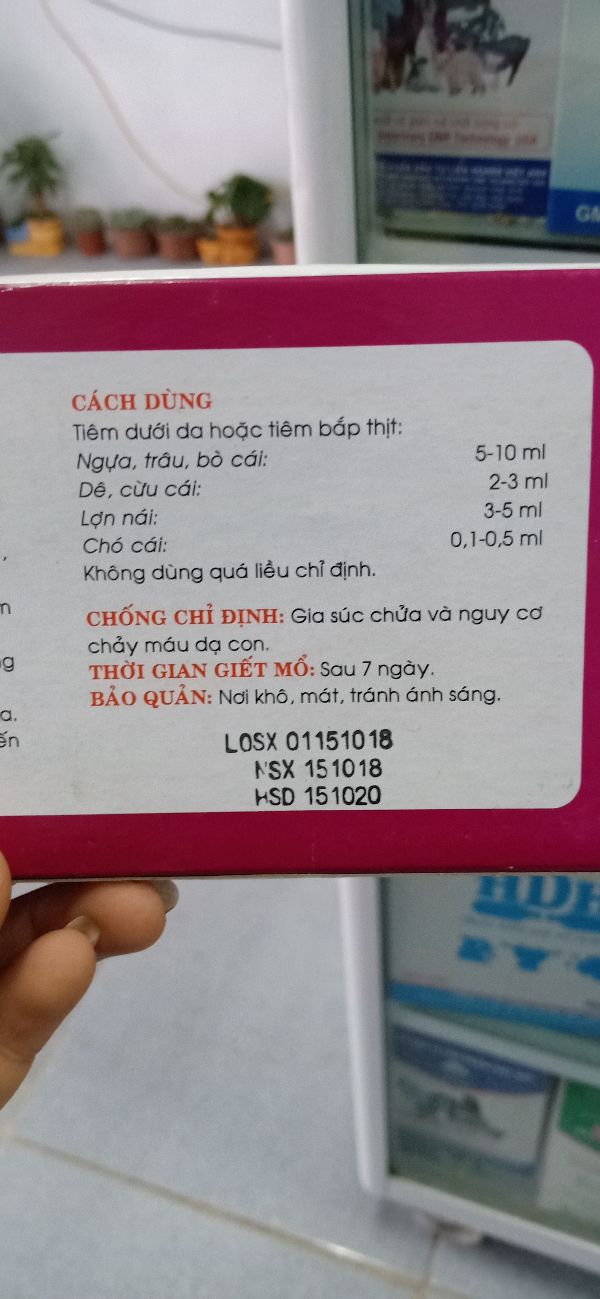 GM
CÁCH DÙNG
Tiêm dưới da hoặc tiêm bắp thịt:
Ngựa, trâu, bò cái: 5-10 ml
Dê, cừu cái: 2-3 ml
Lợn nái: 3-5 ml
Chó cái: 0,1-0,5 ml
Không dùng quá liều chỉ định.
CHỐNG CHỈ ĐỊNH: Gia súc chửa và nguy cơ
chảy máu dạ con.
THỜI GIAN GIẾT MỔ: Sau 7 ngày.
BẢO QUẢN: Nơi khô, mát, tránh ánh sáng.
LOSX 01151018
NSX 151018
HSD 151020